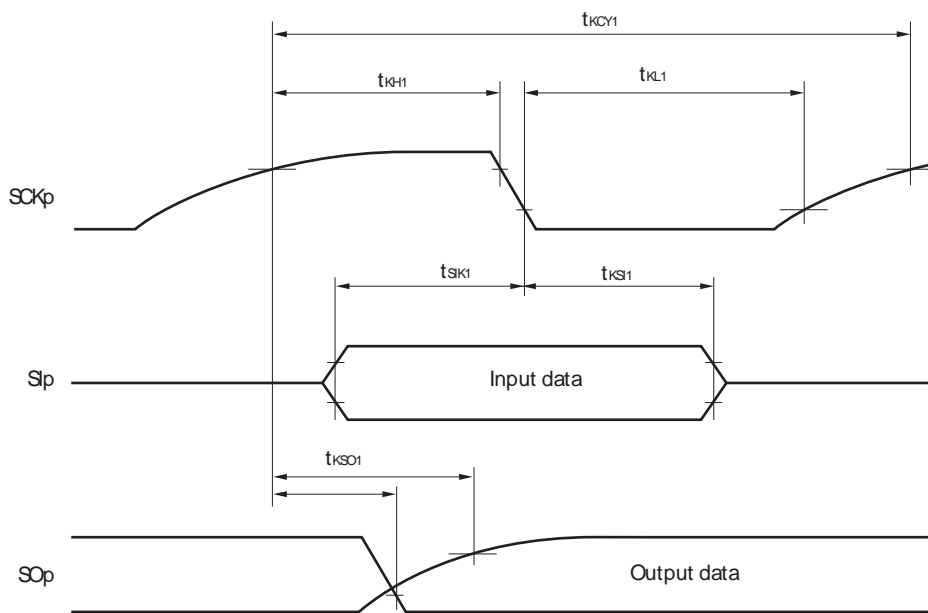 tKCY1
tKH1
tKL1
SCKp
tSIK1
tKSI1
SIp
Input data
tKSO1
SOp
Output data